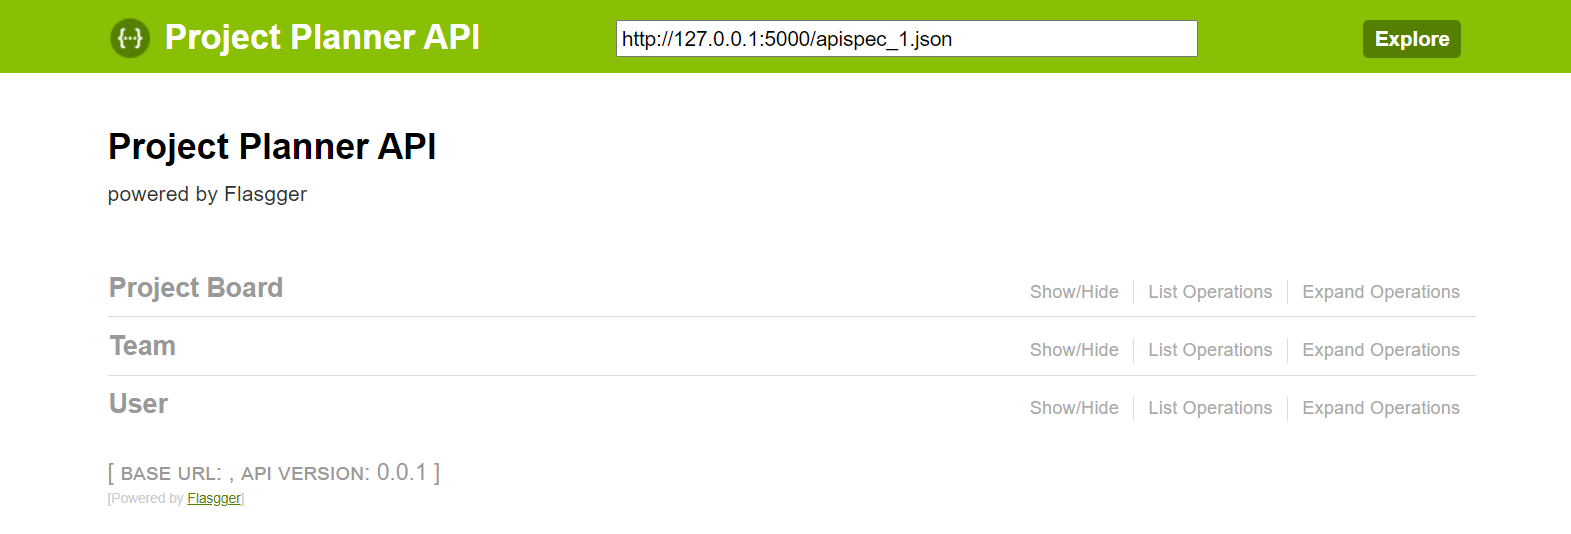 {···} Project Planner API http://127.0.0.1:5000/apispec_1.json Explore
Project Planner API
powered by Flasgger
Project Board Show/Hide List Operations Expand Operations
Team Show/Hide List Operations Expand Operations
User Show/Hide List Operations Expand Operations
[ BASE URL: , API VERSION: 0.0.1 ]
[Powered by Flasgger]